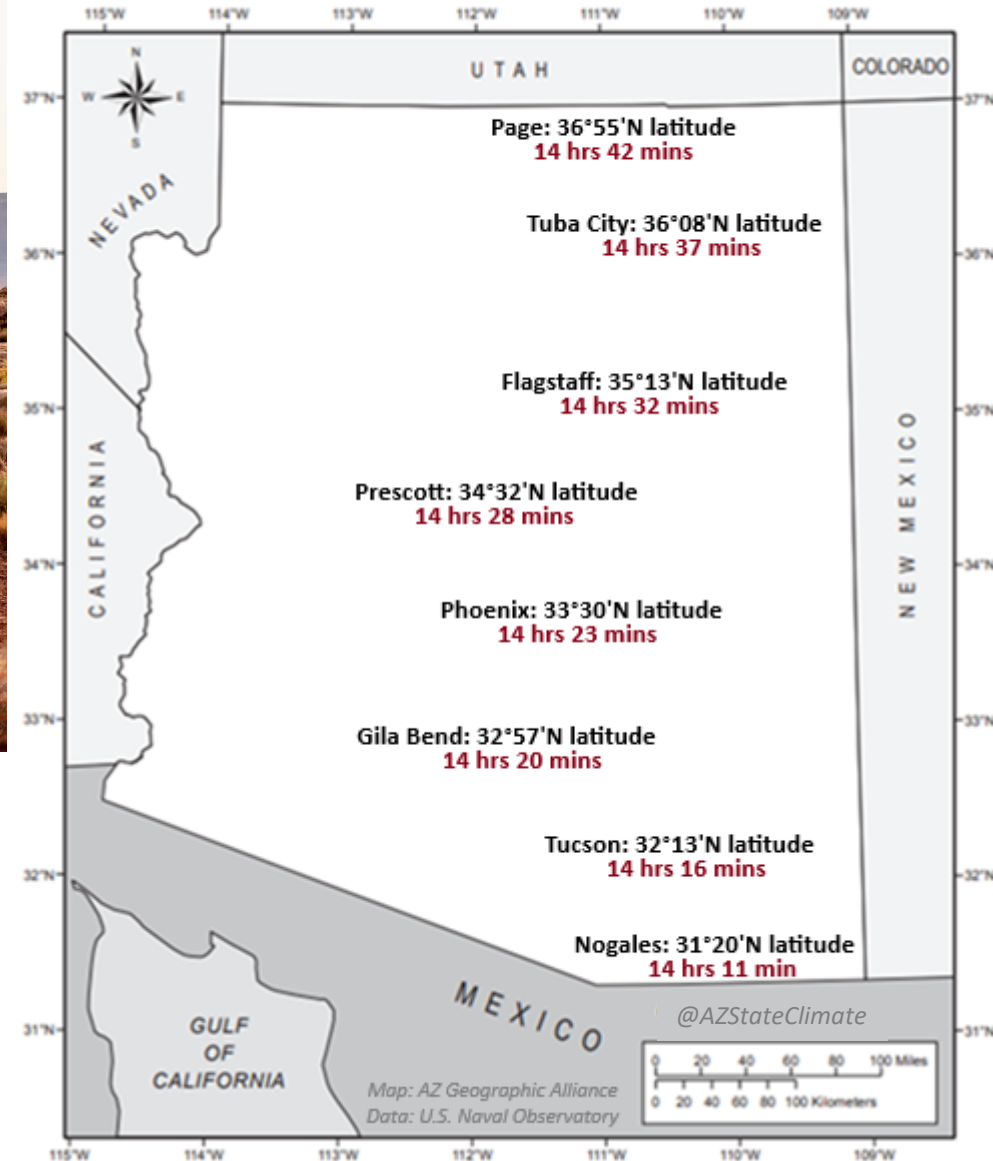 115°W 114°W 113°W 112°W 111°W 110°W 109°W
N
W E
S
UTAH
COLORADO
37°N 37°N
Page: 36°55'N latitude
14 hrs 42 mins
NEVADA
Tuba City: 36°08'N latitude
14 hrs 37 mins
36°N 36°N
Flagstaff: 35°13'N latitude
14 hrs 32 mins
35°N 35°N
CALIFORNIA
NEW MEXICO
Prescott: 34°32'N latitude
14 hrs 28 mins
34°N 34°N
Phoenix: 33°30'N latitude
14 hrs 23 mins
33°N 33°N
Gila Bend: 32°57'N latitude
14 hrs 20 mins
Tucson: 32°13'N latitude
14 hrs 16 mins
32°N 32°N
Nogales: 31°20'N latitude
14 hrs 11 min
MEXICO
@AZStateClimate
31°N 31°N
GULF
OF
CALIFORNIA
0 20 40 60 80 100 Miles
0 20 40 60 80 100 Kilometers
Map: AZ Geographic Alliance
Data: U.S. Naval Observatory
115°W 114°W 113°W 112°W 111°W 110°W 109°W